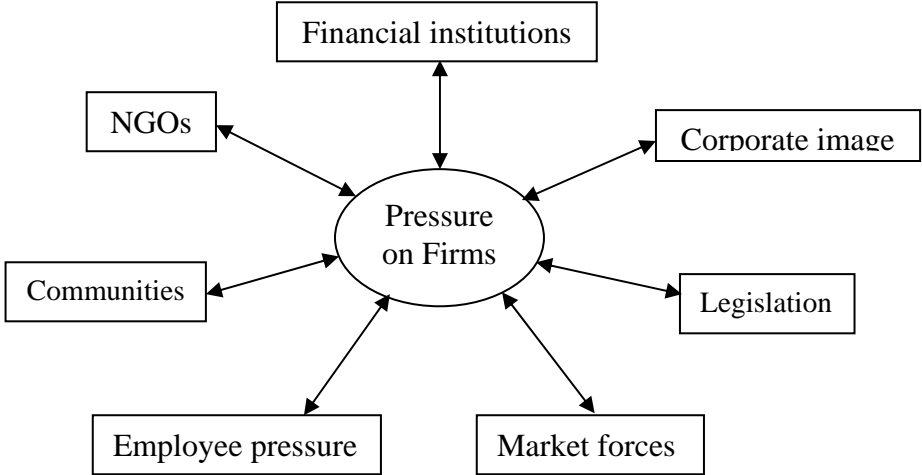 Financial institutions
NGOs
Corporate image
Pressure
on Firms
Communities
Legislation
Employee pressure
Market forces